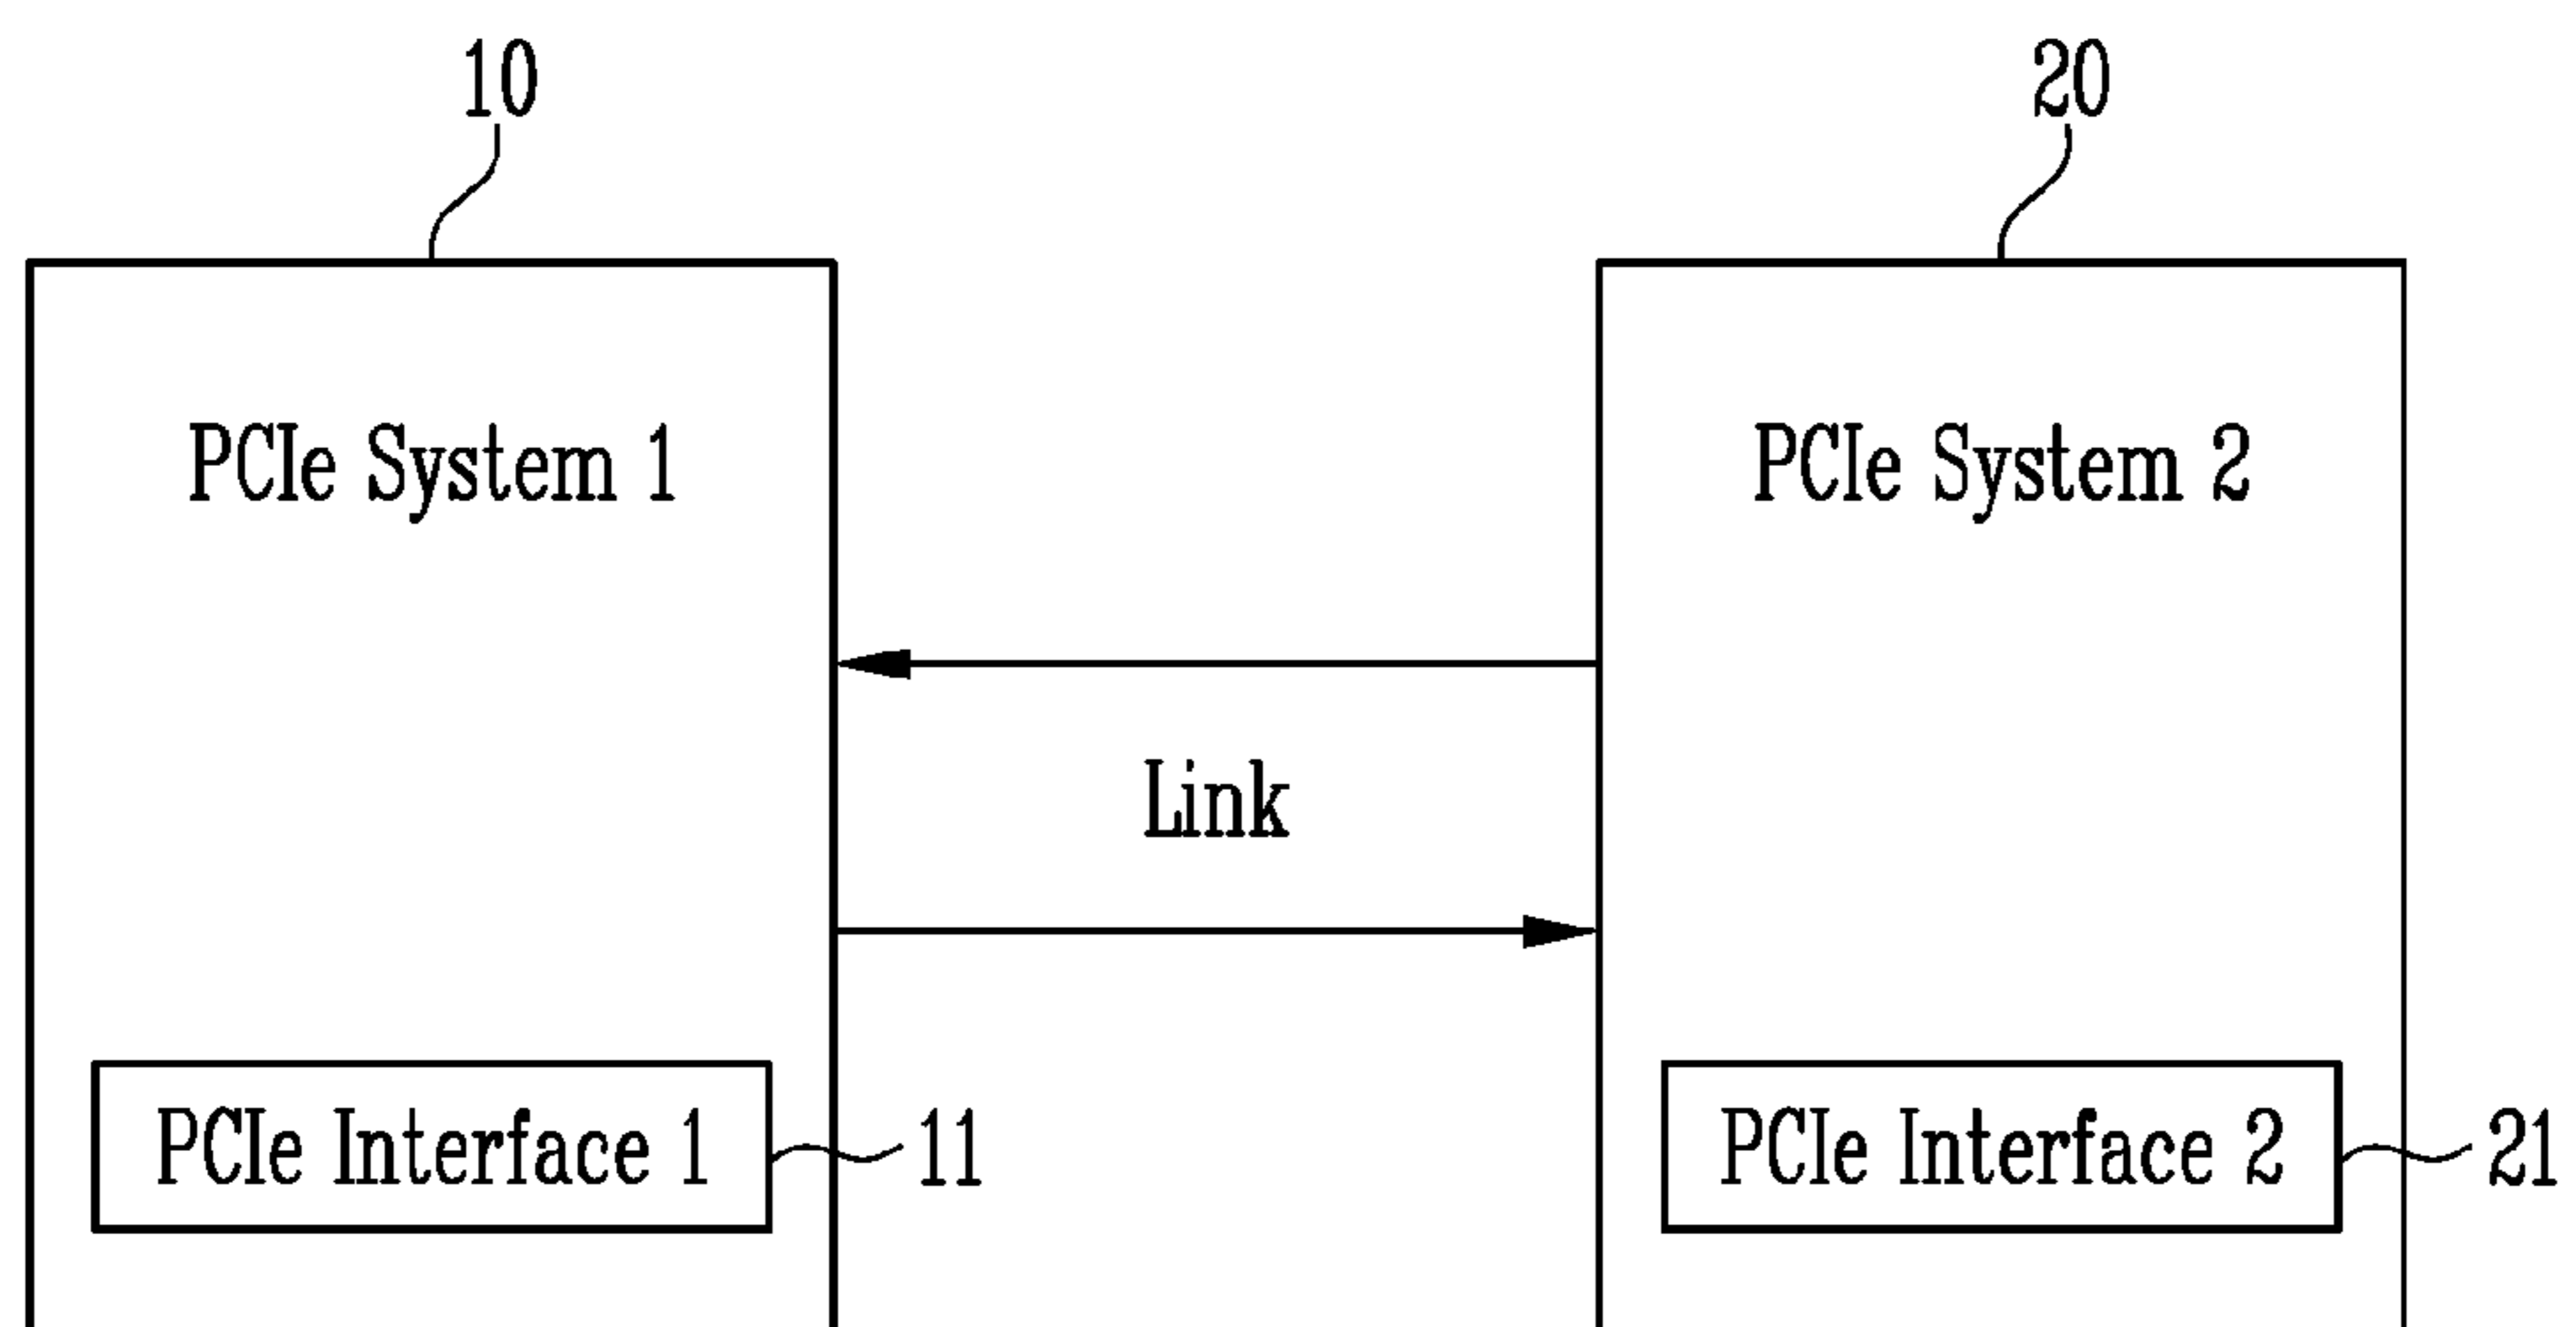 10
20
PCIe System 1
PCIe System 2
Link
PCIe Interface 1
11
PCIe Interface 2
21